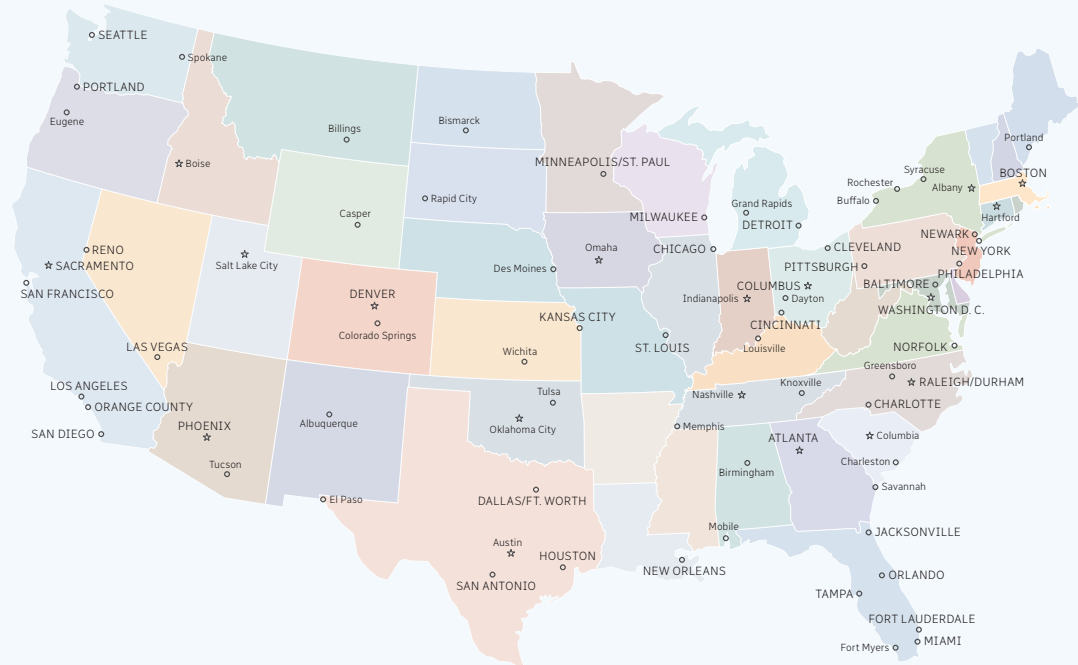 SEATTLE
Spokane
PORTLAND
Eugene
Billings
Bismarck
Boise
MINNEAPOLIS/ST. PAUL
Portland
BOSTON
Syracuse
Rochester
Albany
Buffalo
Hartford
Rapid City
Casper
Grand Rapids
MILWAUKEE
DETROIT
NEWARK
NEW YORK
RENO
SACRAMENTO
Salt Lake City
Omaha
CHICAGO
CLEVELAND
Des Moines
PITTSBURGH
PHILADELPHIA
SAN FRANCISCO
DENVER
COLUMBUS
BALTIMORE
Indianapolis
Dayton
WASHINGTON D. C.
Colorado Springs
KANSAS CITY
CINCINNATI
LAS VEGAS
Wichita
ST. LOUIS
Louisville
NORFOLK
LOS ANGELES
ORANGE COUNTY
Tulsa
Nashville
Knoxville
Greensboro
RALEIGH/DURHAM
CHARLOTTE
SAN DIEGO
PHOENIX
Albuquerque
Oklahoma City
Memphis
ATLANTA
Columbia
Tucson
Birmingham
Charleston
El Paso
DALLAS/FT. WORTH
Savannah
Mobile
Austin
HOUSTON
JACKSONVILLE
NEW ORLEANS
SAN ANTONIO
ORLANDO
TAMPA
FORT LAUDERDALE
MIAMI
Fort Myers